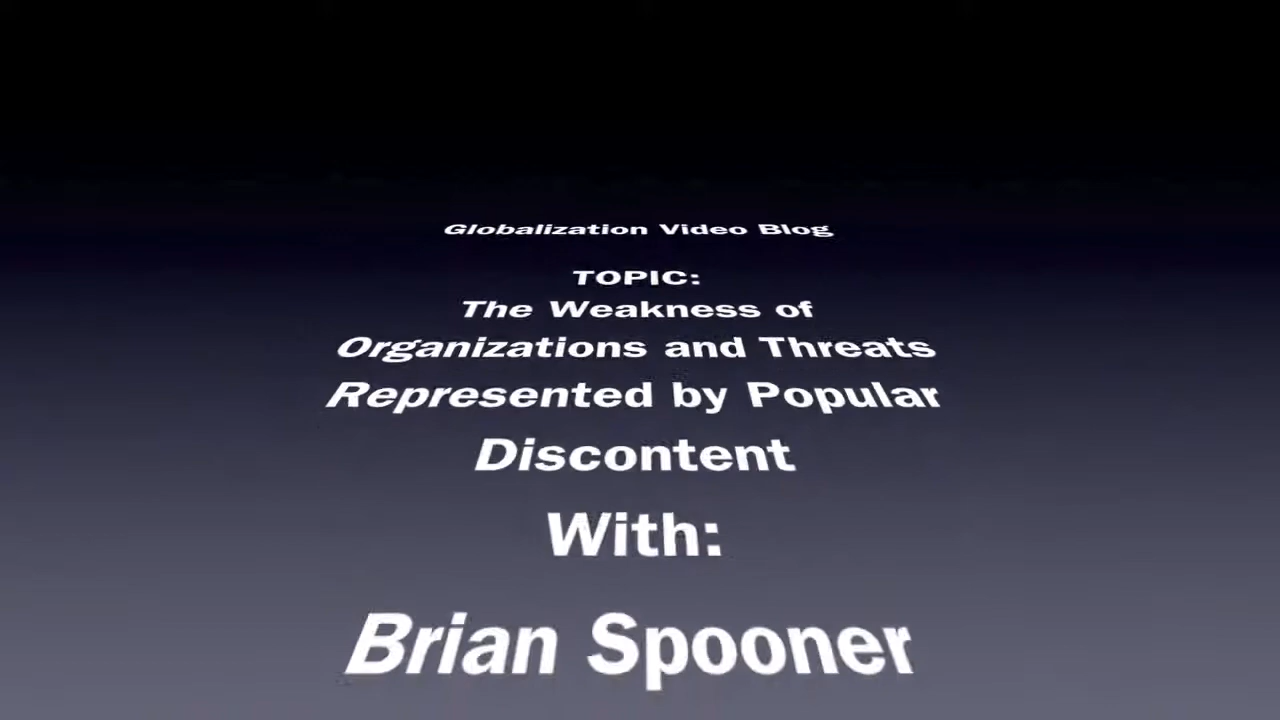 Globalization Video Blog
TOPIC:
The Weakness of
Organizations and Threats
Represented by Popular
Discontent
With:
Brian Spooner